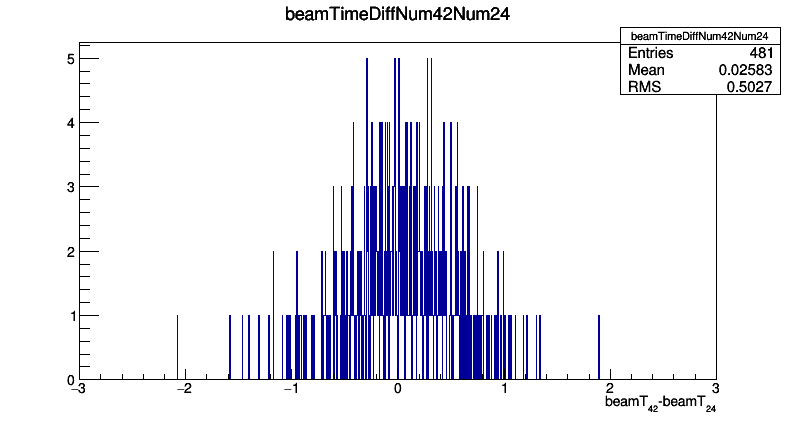 beamTimeDiffNum42Num24
beamTimeDiffNum42Num24
Entries 481
Mean 0.02583
RMS 0.5027
5
4
3
2
1
0
−3 −2 −1 0 1 2 3
beamT42-beamT24